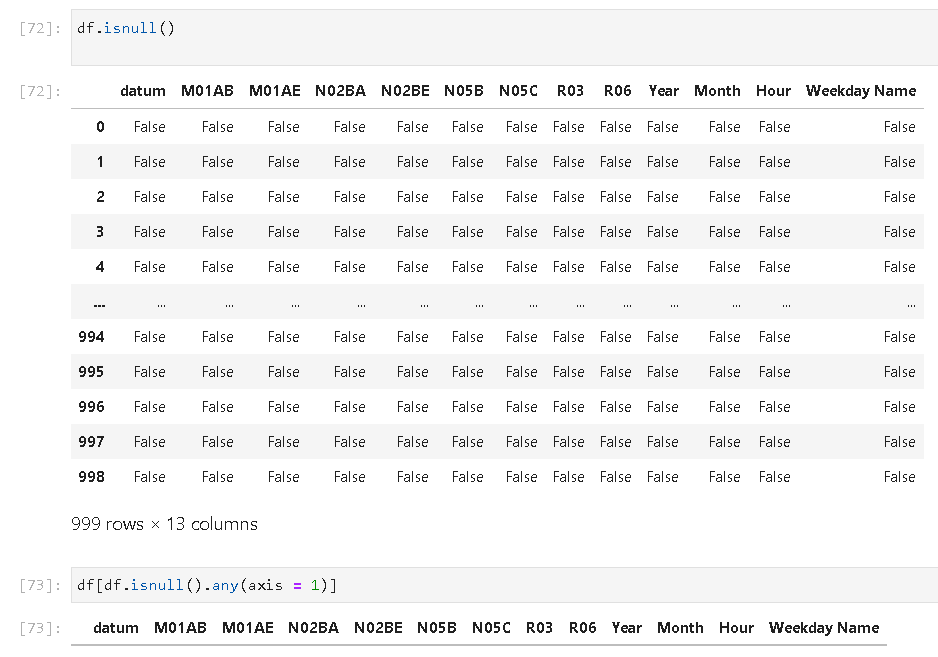 [72]: df.isnull()
[72]: datum M01AB M01AE N02BA N02BE N05B N05C R03 R06 Year Month Hour Weekday Name
0 False False False False False False False False False False False False False
1 False False False False False False False False False False False False False
2 False False False False False False False False False False False False False
3 False False False False False False False False False False False False False
4 False False False False False False False False False False False False False
... ... ... ... ... ... ... ... ... ... ... ... ... ...
994 False False False False False False False False False False False False False
995 False False False False False False False False False False False False False
996 False False False False False False False False False False False False False
997 False False False False False False False False False False False False False
998 False False False False False False False False False False False False False
999 rows × 13 columns
[73]: df[df.isnull().any(axis = 1)]
[73]: datum M01AB M01AE N02BA N02BE N05B N05C R03 R06 Year Month Hour Weekday Name